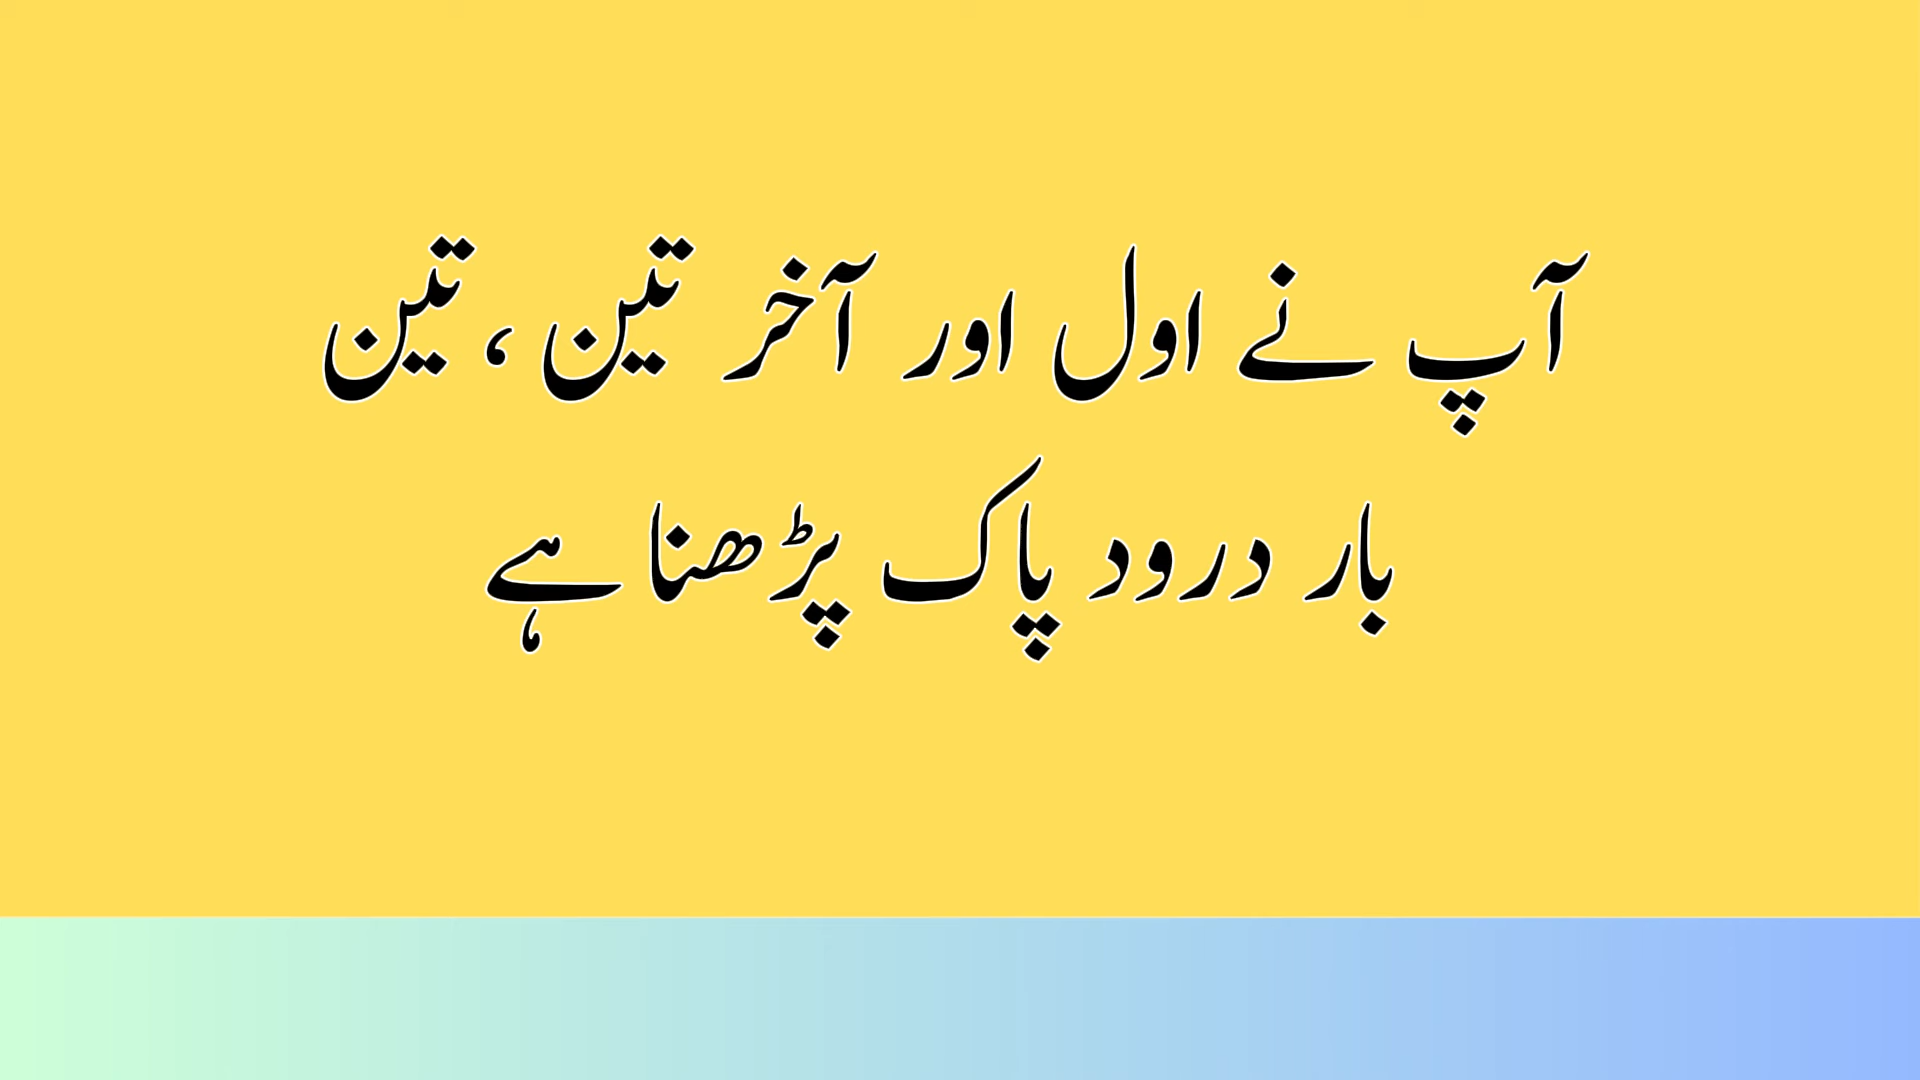 آپ نے اول اور آخر تین ، تین
بار درود پاک پڑھنا ہے